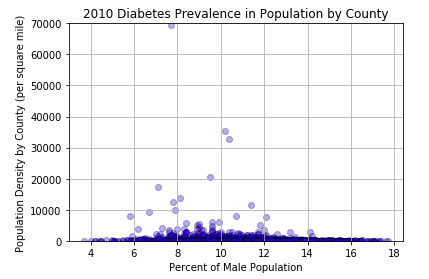 2010 Diabetes Prevalence in Population by County
Population Density by County (per square mile)
70000
60000
50000
40000
30000
20000
10000
0
4 6 8 10 12 14 16 18
Percent of Male Population